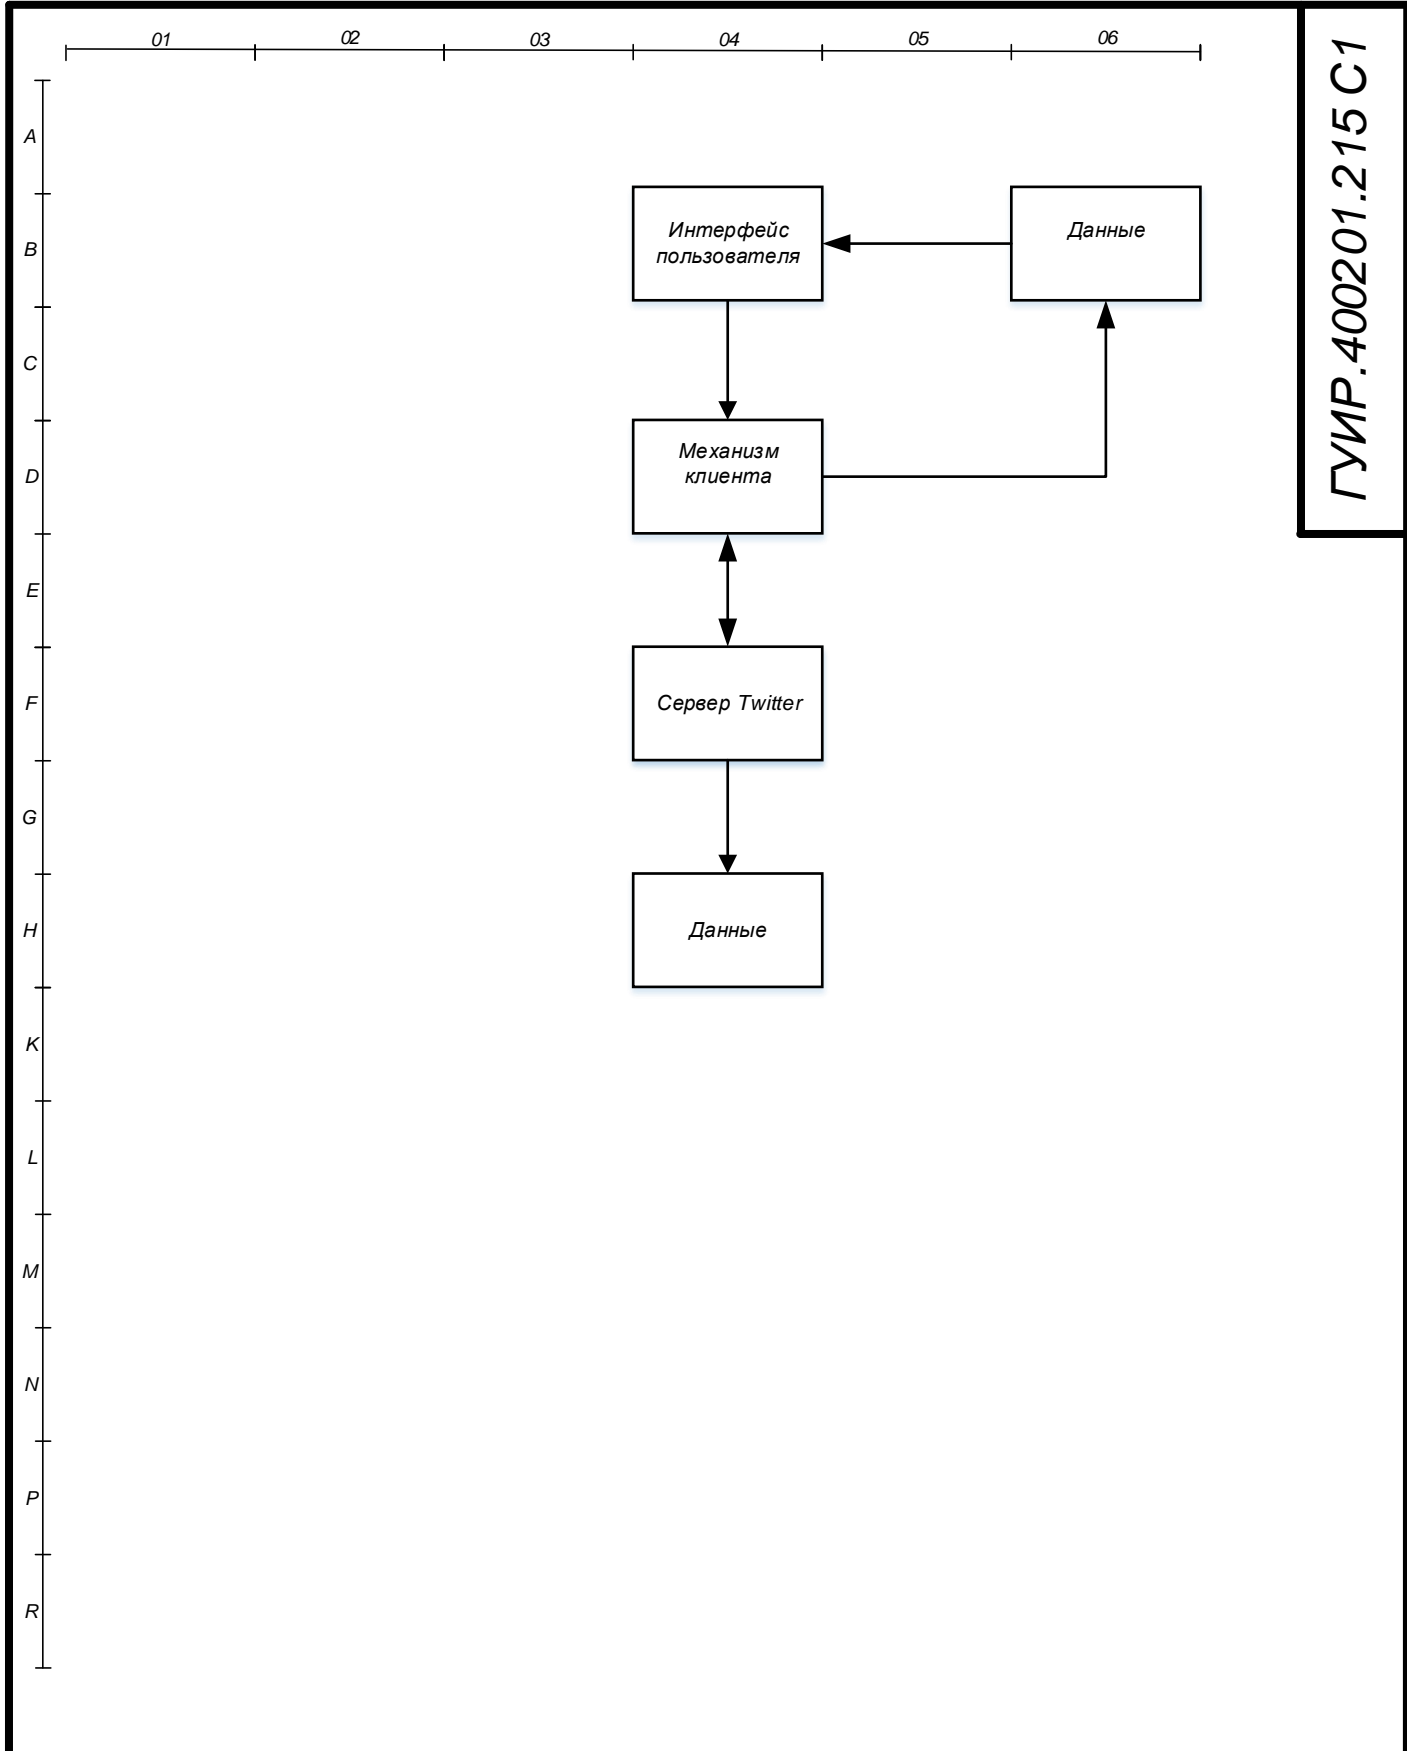 01
02
03
04
05
06
ГУИР.400201.215 С1
A
B
C
D
E
F
G
H
K
L
M
N
P
R
Интерфейс
пользователя
Данные
Механизм
клиента
Сервер Twitter
Данные